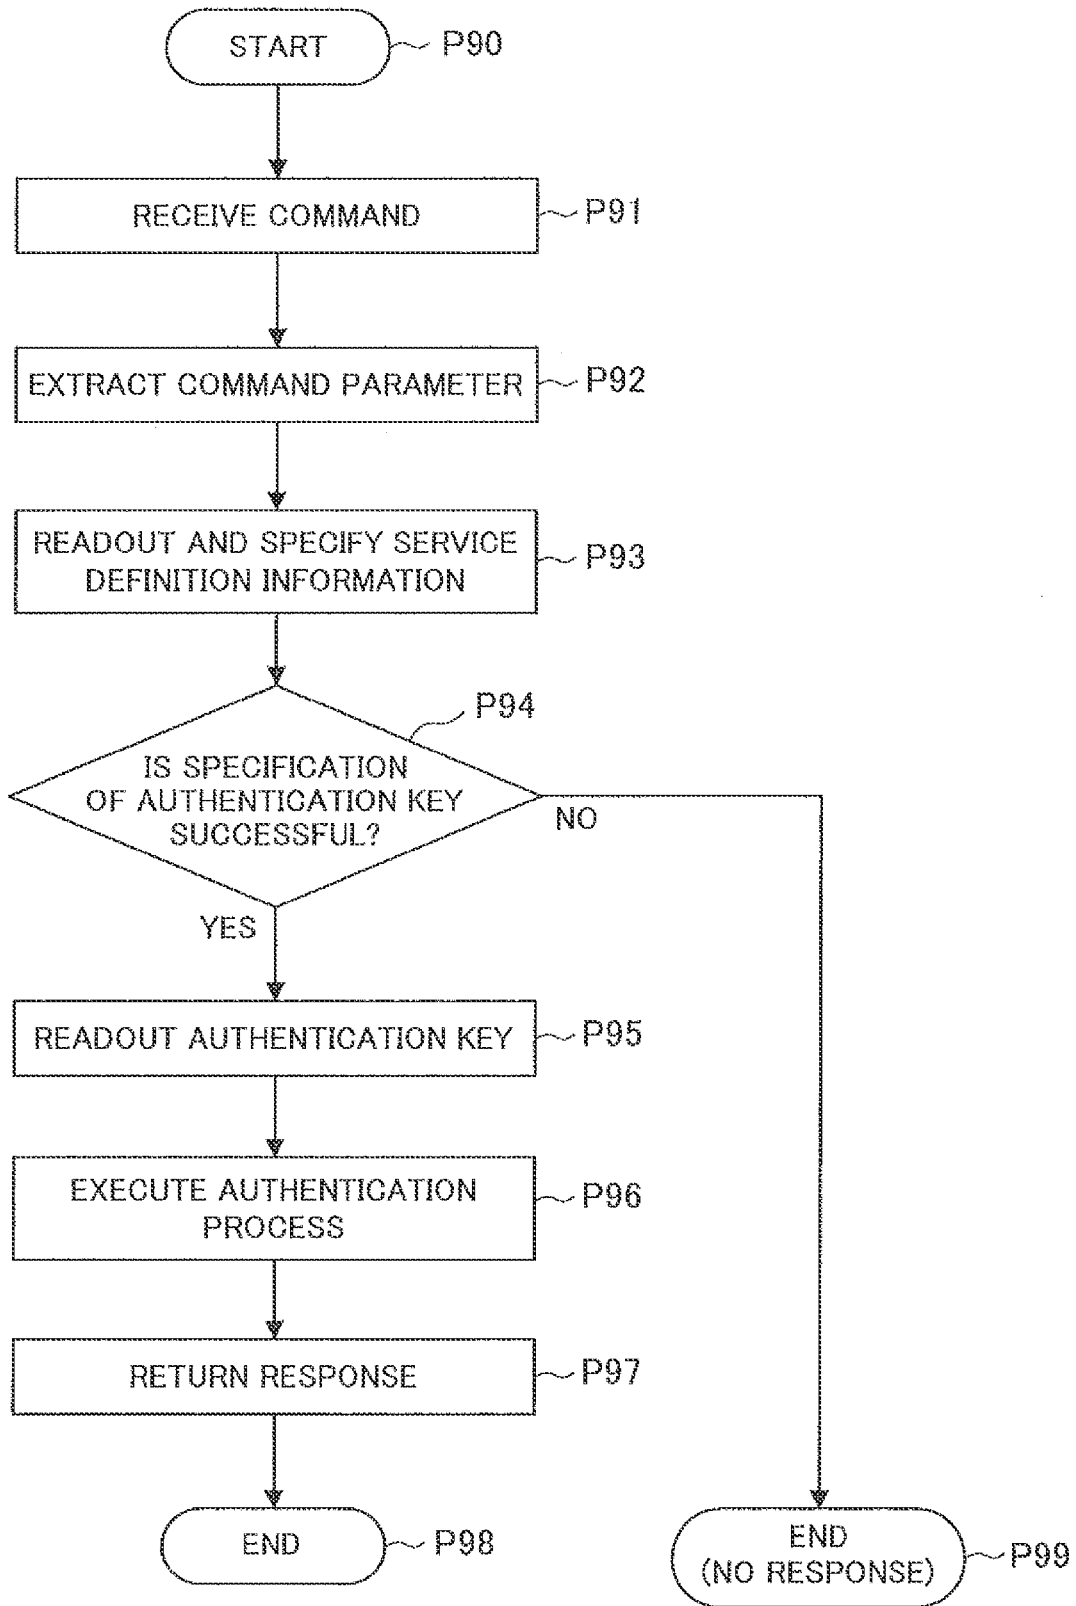 START
P90
RECEIVE COMMAND
P91
EXTRACT COMMAND PARAMETER
P92
READOUT AND SPECIFY SERVICE
DEFINITION INFORMATION
P93
P94
IS SPECIFICATION
OF AUTHENTICATION KEY
SUCCESSFUL?
NO
YES
READOUT AUTHENTICATION KEY
P95
EXECUTE AUTHENTICATION
PROCESS
P96
RETURN RESPONSE
P97
END
P98
END
(NO RESPONSE)
P99